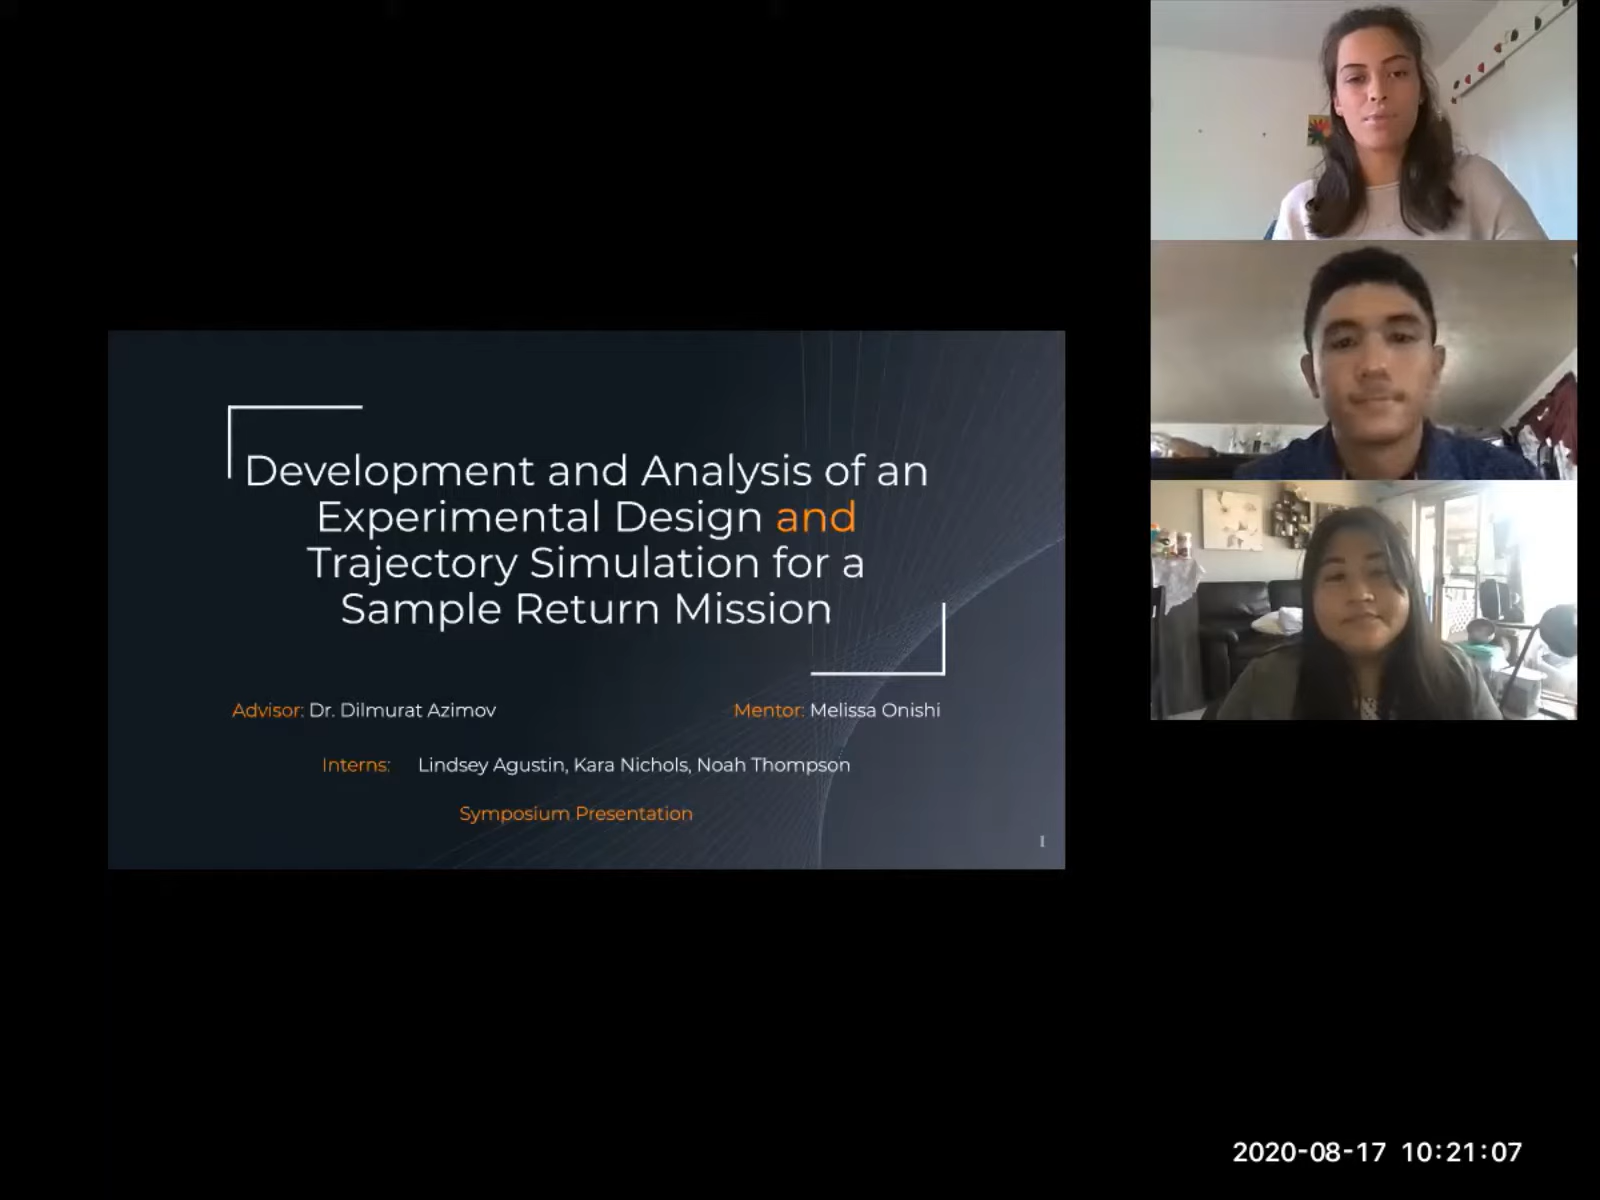 Development and Analysis of an
Experimental Design and
Trajectory Simulation for a
Sample Return Mission
Advisor: Dr. Dilmurat Azimov
Mentor: Melissa Onishi
Interns: Lindsey Agustin, Kara Nichols, Noah Thompson
Symposium Presentation
1
2020-08-17 10:21:07